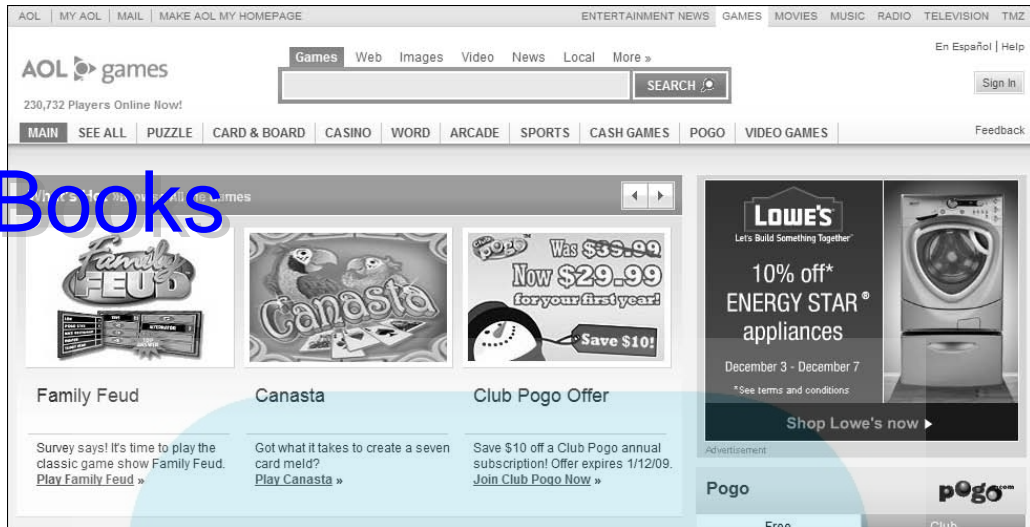 AOL | MY AOL | MAIL | MAKE AOL MY HOMEPAGE
ENTERTAINMENT NEWS GAMES MOVIES MUSIC RADIO TELEVISION TMZ
En Español | Help
Games Web Images Video News Local More »
AOL games
SEARCH
Sign In
230,732 Players Online Now!
MAIN SEE ALL PUZZLE CARD & BOARD CASINO WORD ARCADE SPORTS CASH GAMES POGO VIDEO GAMES
Feedback
Books
Family FEUD
Canasta
Club pogo
Was $39.99
Now $29.99
for your first year!
Save $10!
LOWE'S
Let's Build Something Together
10% off*
ENERGY STAR®
appliances
December 3 - December 7
*See terms and conditions
Shop Lowe's now
Advertisement
Family Feud
Canasta
Club Pogo Offer
Survey says! It's time to play the
classic game show Family Feud.
Play Family Feud »
Got what it takes to create a seven
card meld?
Play Canasta »
Save $10 off a Club Pogo annual
subscription! Offer expires 1/12/09.
Join Club Pogo Now »
Pogo
pogo.com
Free
Club